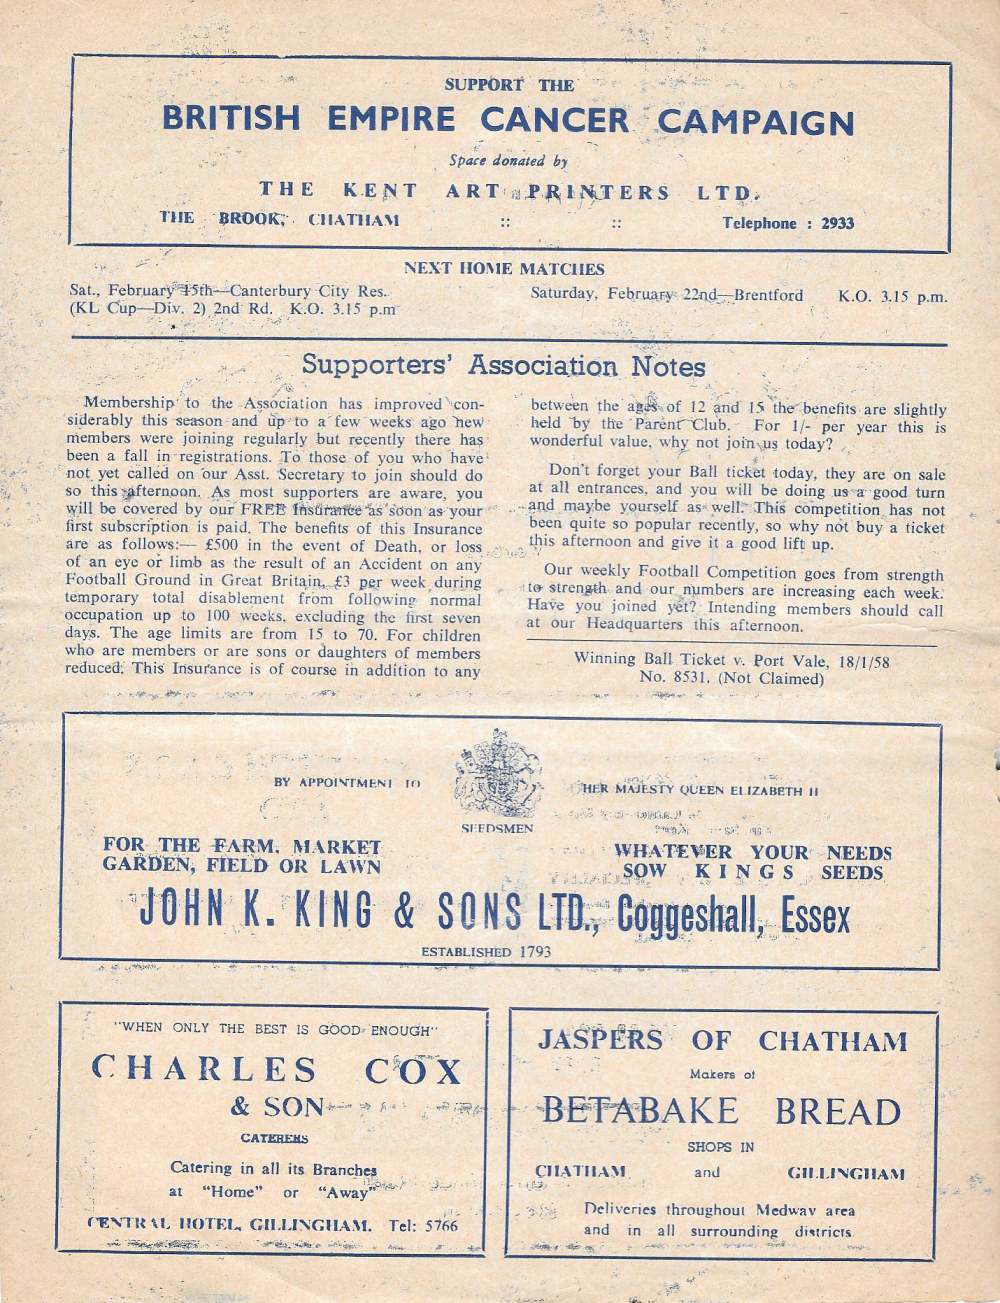 SUPPORT THE
BRITISH EMPIRE CANCER CAMPAIGN
Space donated by
THE KENT ART PRINTERS LTD.
THE BROOK, CHATHAM :: :: Telephone : 2933
NEXT HOME MATCHES
Sat., February 15th—Canterbury City Res.
(KL Cup—Div. 2) 2nd Rd. K.O. 3.15 p.m
Saturday, February 22nd—Brentford K.O. 3.15 p.m.
Supporters' Association Notes
Membership to the Association has improved con-
siderably this season and up to a few weeks ago new
members were joining regularly but recently there has
been a fall in registrations. To those of you who have
not yet called on our Asst. Secretary to join should do
so this afternoon. As most supporters are aware, you
will be covered by our FREE Insurance as soon as your
first subscription is paid. The benefits of this Insurance
are as follows:— £500 in the event of Death, or loss
of an eye or limb as the result of an Accident on any
Football Ground in Great Britain, £3 per week during
temporary total disablement from following normal
occupation up to 100 weeks, excluding the first seven
days. The age limits are from 15 to 70. For children
who are members or are sons or daughters of members
reduced. This Insurance is of course in addition to any
between the ages of 12 and 15 the benefits are slightly
held by the Parent Club. For 1/- per year this is
wonderful value, why not join us today?
Don't forget your Ball ticket today, they are on sale
at all entrances, and you will be doing us a good turn
and maybe yourself as well. This competition has not
been quite so popular recently, so why not buy a ticket
this afternoon and give it a good lift up.
Our weekly Football Competition goes from strength
to strength and our numbers are increasing each week.
Have you joined yet? Intending members should call
at our Headquarters this afternoon.
Winning Ball Ticket v. Port Vale, 18/1/58
No. 8531. (Not Claimed)
BY APPOINTMENT TO HER MAJESTY QUEEN ELIZABETH II
SEEDSMEN
FOR THE FARM, MARKET
GARDEN, FIELD OR LAWN
WHATEVER YOUR NEEDS
SOW KINGS SEEDS
JOHN K. KING & SONS LTD., Coggeshall, Essex
ESTABLISHED 1793
"WHEN ONLY THE BEST IS GOOD ENOUGH"
CHARLES COX
& SON
CATERERS
Catering in all its Branches
at "Home" or "Away"
CENTRAL HOTEL, GILLINGHAM. Tel: 5766
JASPERS OF CHATHAM
Makers of
BETABAKE BREAD
SHOPS IN
CHATHAM and GILLINGHAM
Deliveries throughout Medway area
and in all surrounding districts